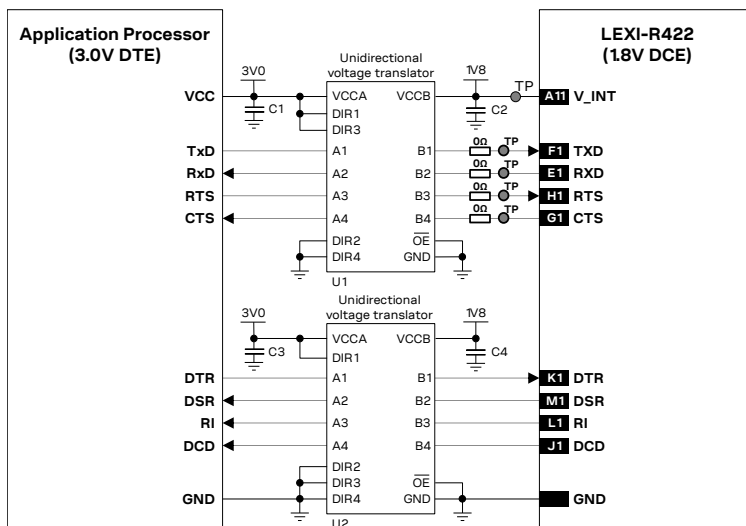 Application Processor
(3.0V DTE)
LEXI-R422
(1.8V DCE)
Unidirectional
voltage translator
3V0
1V8
TP
VCC
VCCA
VCCB
A11 V_INT
C1
DIR1
C2
DIR3
0Ω TP
TxD
A1
B1
F1 TXD
0Ω TP
RxD
A2
B2
E1 RXD
0Ω TP
RTS
A3
B3
H1 RTS
0Ω TP
CTS
A4
B4
G1 CTS
DIR2
OE
DIR4
GND
U1
Unidirectional
voltage translator
3V0
1V8
VCCA
VCCB
C3
DIR1
C4
DTR
A1
B1
K1 DTR
DSR
A2
B2
M1 DSR
RI
A3
B3
L1 RI
DCD
A4
B4
J1 DCD
DIR2
DIR3
OE
GND
DIR4
GND
GND
U2